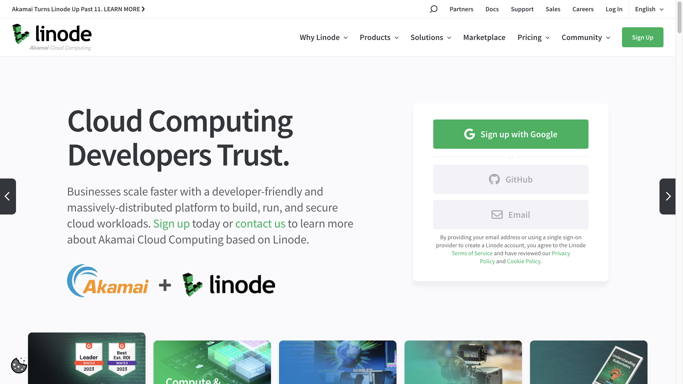 Akamai Turns Linode Up Past 11. LEARN MORE
Partners Docs Support Sales Careers Log In English
linode
Akamai Cloud Computing
Why Linode Products Solutions Marketplace Pricing Community Sign Up
Cloud Computing
Developers Trust.
Businesses scale faster with a developer-friendly and
massively-distributed platform to build, run, and secure
cloud workloads. Sign up today or contact us to learn more
about Akamai Cloud Computing based on Linode.
Akamai + linode
Sign up with Google
GitHub
Email
By providing your email address or using a single sign-on
provider to create a Linode account, you agree to the Linode
Terms of Service and have reviewed our Privacy
Policy and Cookie Policy.
Leader
2023
Best
Est. ROI
2023
Compute &